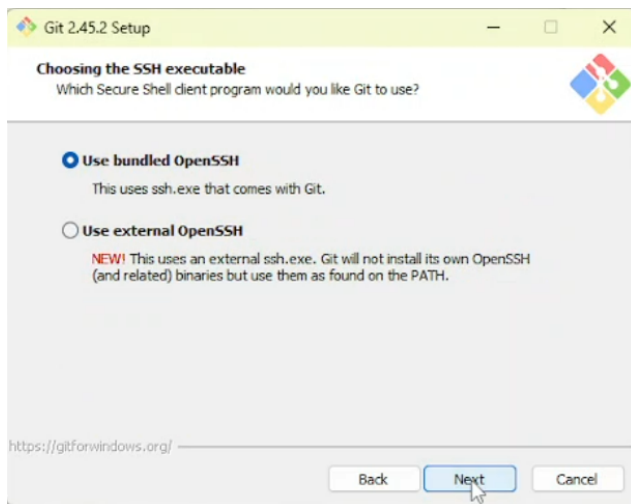 Git 2.45.2 Setup
Choosing the SSH executable
Which Secure Shell client program would you like Git to use?
Use bundled OpenSSH
This uses ssh.exe that comes with Git.
Use external OpenSSH
NEW! This uses an external ssh.exe. Git will not install its own OpenSSH
(and related) binaries but use them as found on the PATH.
https://gitforwindows.org/
Back Next Cancel